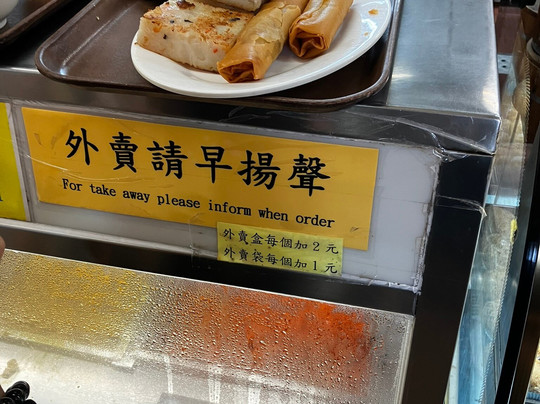 外賣請早揚聲
For take away please inform when order
外賣盒每個加2元
外賣袋每個加1元